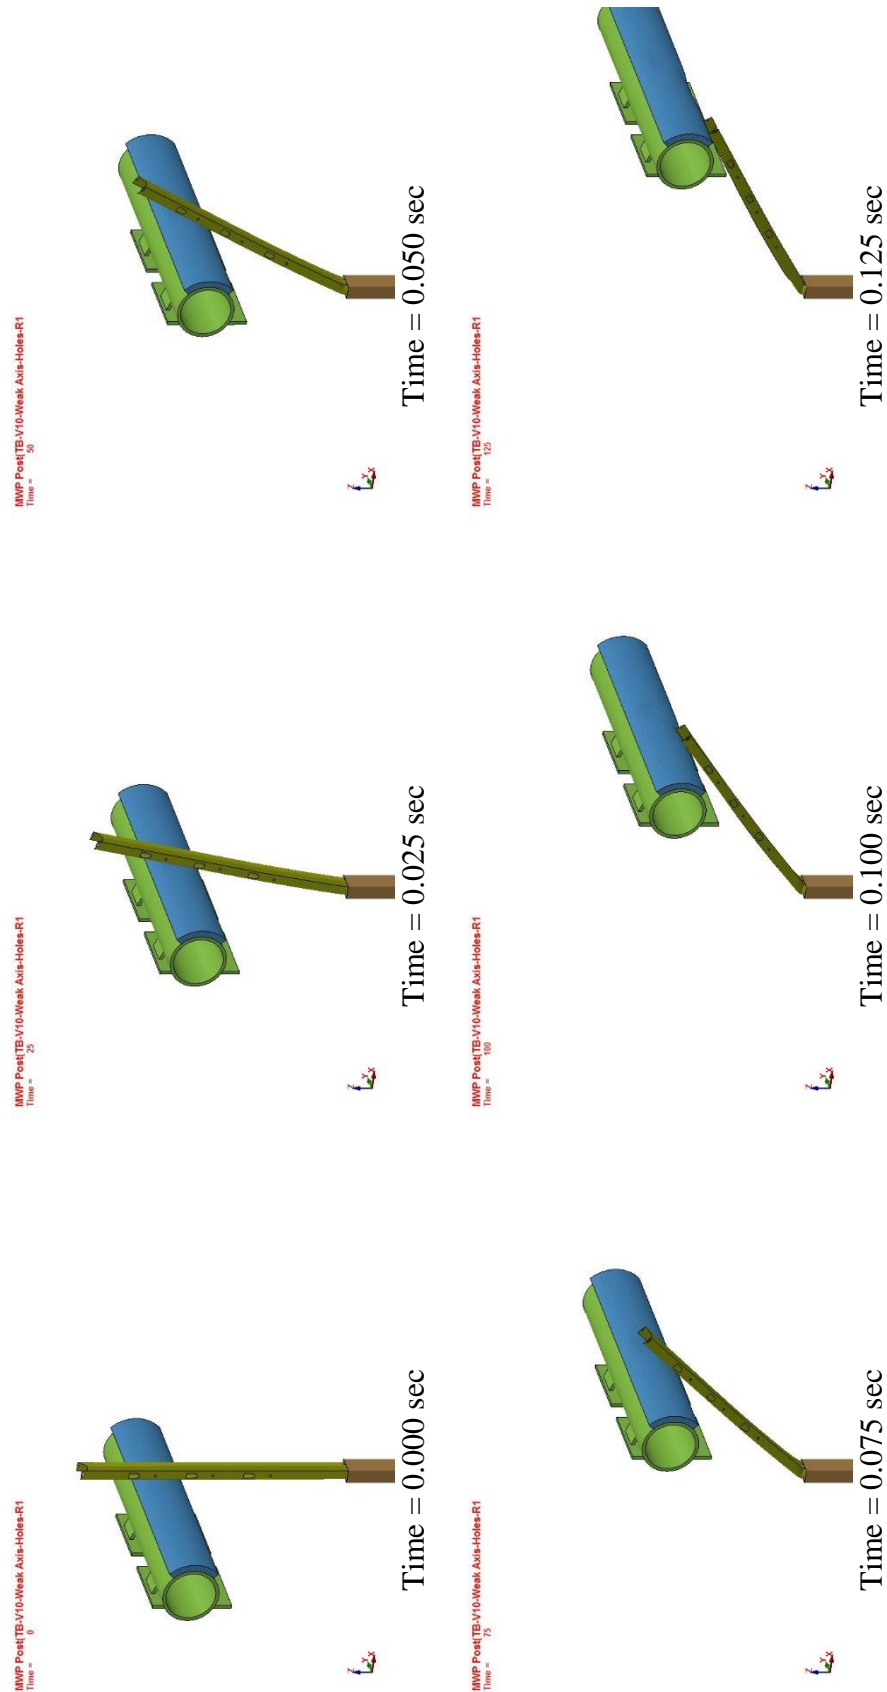 MWP Post(TB-V10-Weak Axis-Holes-R1
Time = 50
Z
Y
X
Time = 0.050 sec
MWP Post(TB-V10-Weak Axis-Holes-R1
Time = 125
Z
Y
X
Time = 0.125 sec
MWP Post(TB-V10-Weak Axis-Holes-R1
Time = 25
Z
Y
X
Time = 0.025 sec
MWP Post(TB-V10-Weak Axis-Holes-R1
Time = 100
Z
Y
X
Time = 0.100 sec
MWP Post(TB-V10-Weak Axis-Holes-R1
Time = 0
Z
Y
X
Time = 0.000 sec
MWP Post(TB-V10-Weak Axis-Holes-R1
Time = 75
Z
Y
X
Time = 0.075 sec